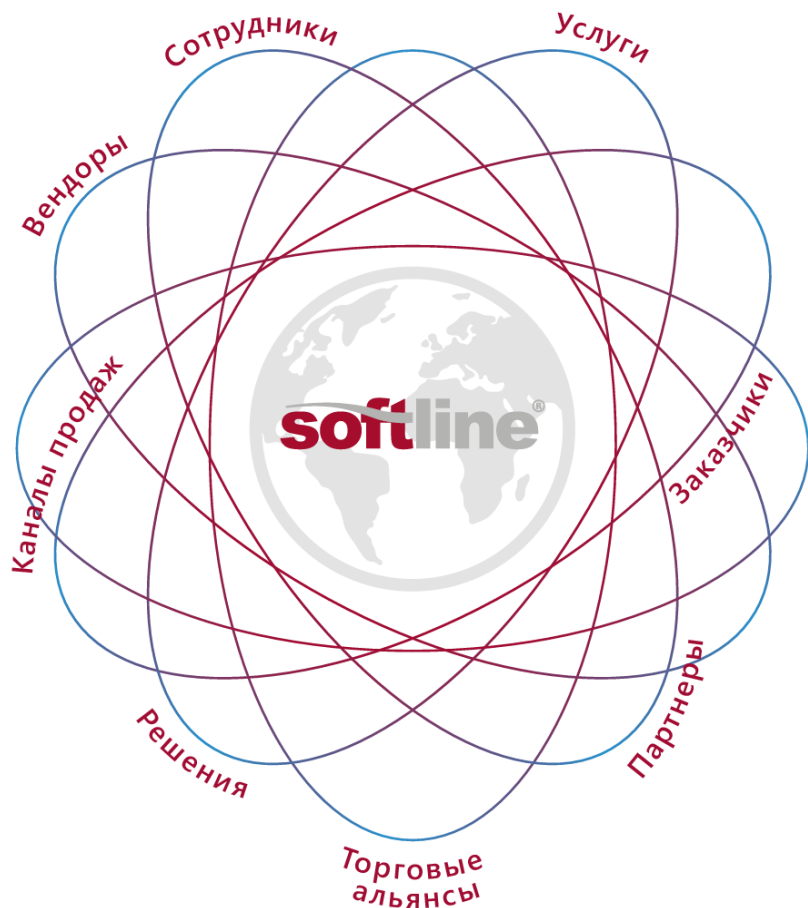 Сотрудники
Услуги
Вендоры
softline®
Каналы продаж
Заказчики
Партнеры
Решения
Торговые
альянсы